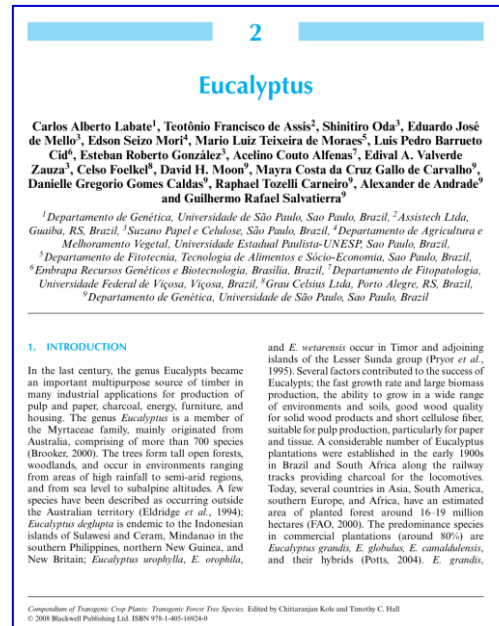 2
Eucalyptus
Carlos Alberto Labate1, Teotônio Francisco de Assis2, Shinitiro Oda3, Eduardo José
de Mello3, Edson Seizo Mori4, Mario Luiz Teixeira de Moraes5, Luis Pedro Barrueto
Cid6, Esteban Roberto González3, Acelino Couto Alfenas7, Edival A. Valverde
Zauza3, Celso Foelkel8, David H. Moon9, Mayra Costa da Cruz Gallo de Carvalho9,
Danielle Gregorio Gomes Caldas9, Raphael Tozelli Carneiro9, Alexander de Andrade9
and Guilherme Rafael Salvatierra9
1Departamento de Genética, Universidade de São Paulo, Sao Paulo, Brazil, 2Assistech Ltda,
Guaiba, RS, Brazil, 3Suzano Papel e Celulose, São Paulo, Brazil, 4Departamento de Agricultura e
Melhoramento Vegetal, Universidade Estadual Paulista-UNESP, Sao Paulo, Brazil,
5Departamento de Fitotecnia, Tecnologia de Alimentos e Sócio-Economia, Sao Paulo, Brazil,
6Embrapa Recursos Genéticos e Biotecnologia, Brasília, Brazil, 7Departamento de Fitopatologia,
Universidade Federal de Viçosa, Viçosa, Brazil, 8Grau Celsius Ltda, Porto Alegre, RS, Brazil,
9Departamento de Genética, Universidade de São Paulo, Sao Paulo, Brazil
1. INTRODUCTION
In the last century, the genus Eucalypts became
an important multipurpose source of timber in
many industrial applications for production of
pulp and paper, charcoal, energy, furniture, and
housing. The genus Eucalyptus is a member of
the Myrtaceae family, mainly originated from
Australia, comprising of more than 700 species
(Brooker, 2000). The trees form tall open forests,
woodlands, and occur in environments ranging
from areas of high rainfall to semi-arid regions,
and from sea level to subalpine altitudes. A few
species have been described as occurring outside
the Australian territory (Eldridge et al., 1994);
Eucalyptus deglupta is endemic to the Indonesian
islands of Sulawesi and Ceram, Mindanao in the
southern Philippines, northern New Guinea, and
New Britain; Eucalyptus urophylla, E. orophila,
and E. wetarensis occur in Timor and adjoining
islands of the Lesser Sunda group (Pryor et al.,
1995). Several factors contributed to the success of
Eucalypts; the fast growth rate and large biomass
production, the ability to grow in a wide range
of environments and soils, good wood quality
for solid wood products and short cellulose fiber,
suitable for pulp production, particularly for paper
and tissue. A considerable number of Eucalyptus
plantations were established in the early 1900s
in Brazil and South Africa along the railway
tracks providing charcoal for the locomotives.
Today, several countries in Asia, South America,
southern Europe, and Africa, have an estimated
area of planted forest around 16–19 million
hectares (FAO, 2000). The predominance species
in commercial plantations (around 80%) are
Eucalyptus grandis, E. globulus, E. camaldulensis,
and their hybrids (Potts, 2004). E. grandis,
Compendium of Transgenic Crop Plants: Transgenic Forest Tree Species. Edited by Chittaranjan Kole and Timothy C. Hall
© 2008 Blackwell Publishing Ltd. ISBN 978-1-405-16924-0